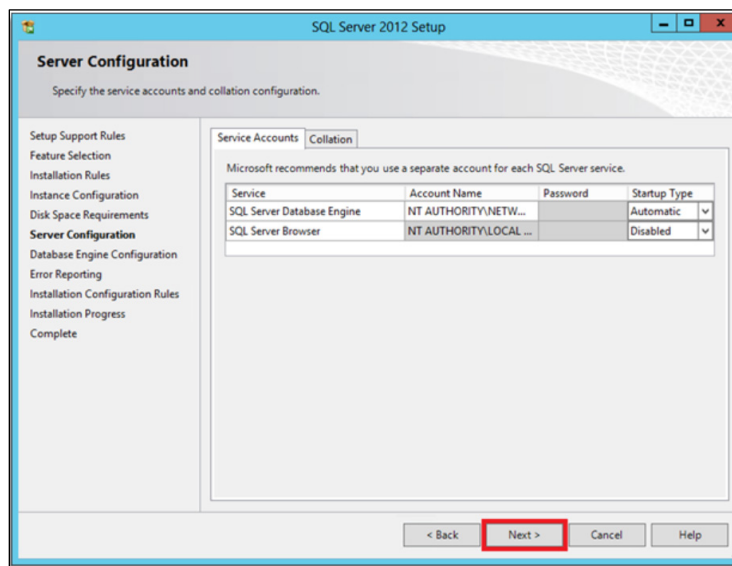 SQL Server 2012 Setup
Server Configuration
Specify the service accounts and collation configuration.
Setup Support Rules
Feature Selection
Installation Rules
Instance Configuration
Disk Space Requirements
Server Configuration
Database Engine Configuration
Error Reporting
Installation Configuration Rules
Installation Progress
Complete
Service Accounts Collation
Microsoft recommends that you use a separate account for each SQL Server service.
Service Account Name Password Startup Type
SQL Server Database Engine NT AUTHORITY\NETW... Automatic
SQL Server Browser NT AUTHORITY\LOCAL ... Disabled
< Back Next > Cancel Help